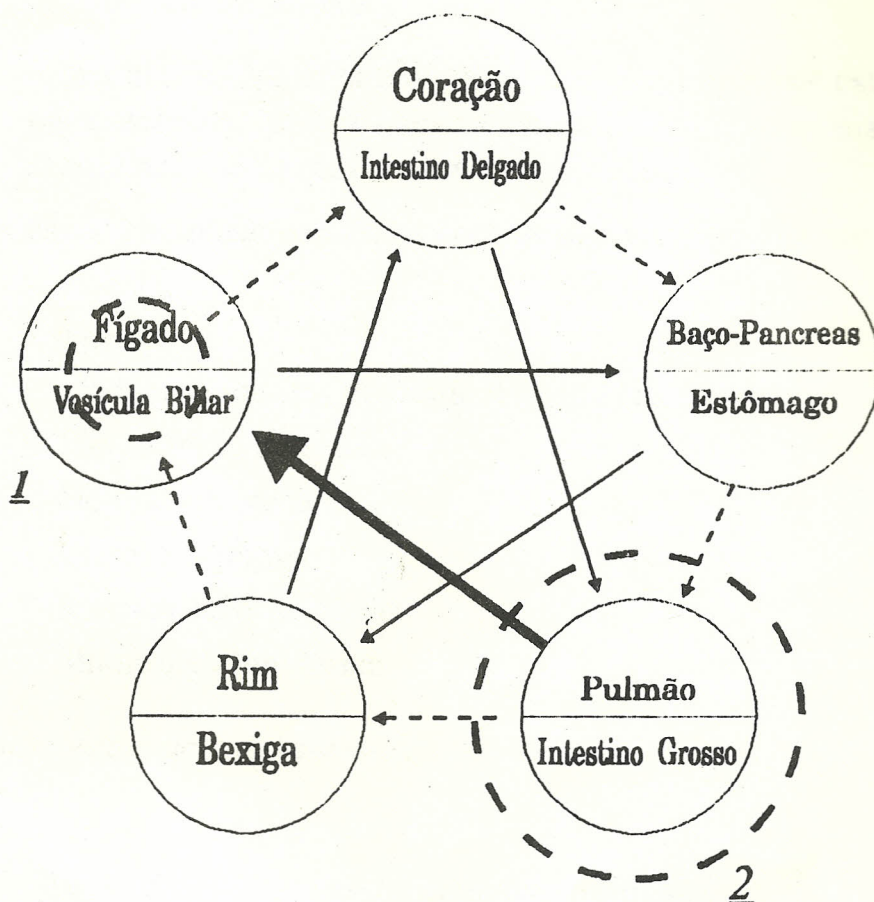 Coração
Intestino Delgado
Fígado
Vesícula Biliar
Baço-Pancreas
Estômago
1
Rim
Bexiga
Pulmão
Intestino Grosso
2